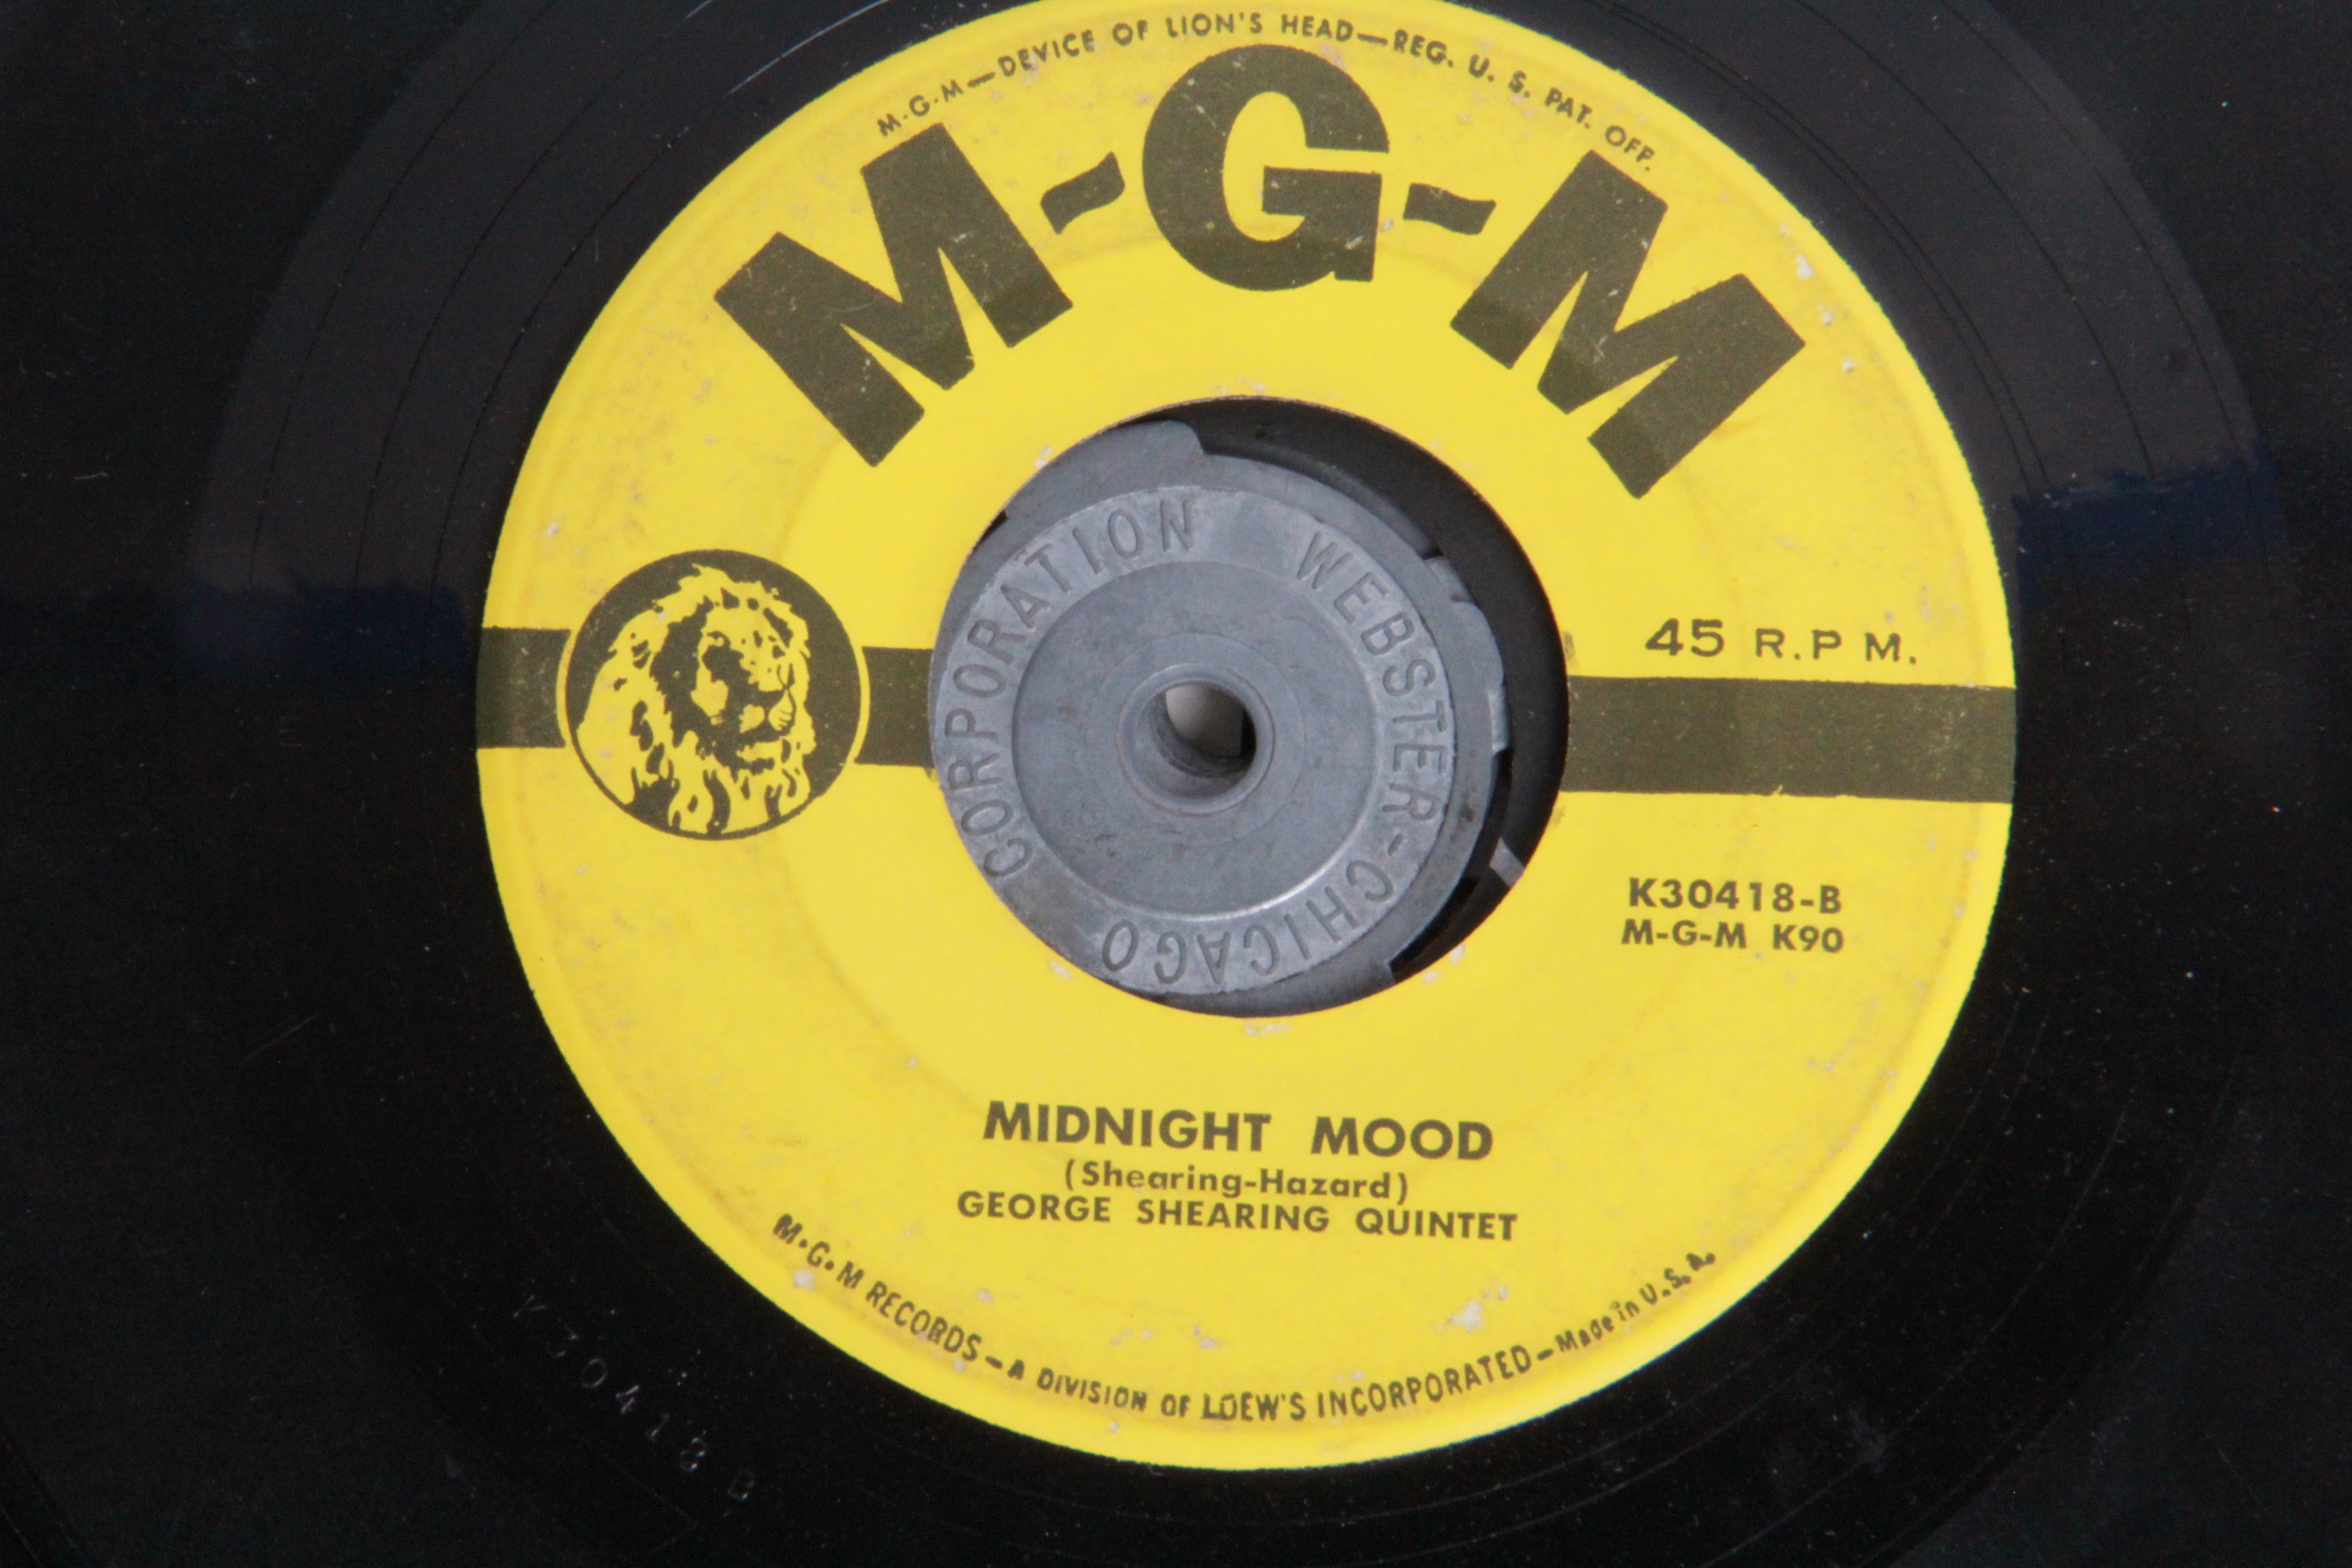 M-G-M—DEVICE OF LION'S HEAD—REG. U. S. PAT. OFF.
M-G-M
CORPORATION WEBSTER-CHICAGO
45 R.P M.
K30418-B
M-G-M K90
MIDNIGHT MOOD
(Shearing-Hazard)
GEORGE SHEARING QUINTET
M·G·M RECORDS—A DIVISION OF LOEW'S INCORPORATED—Made in U.S.A.
K30418 B